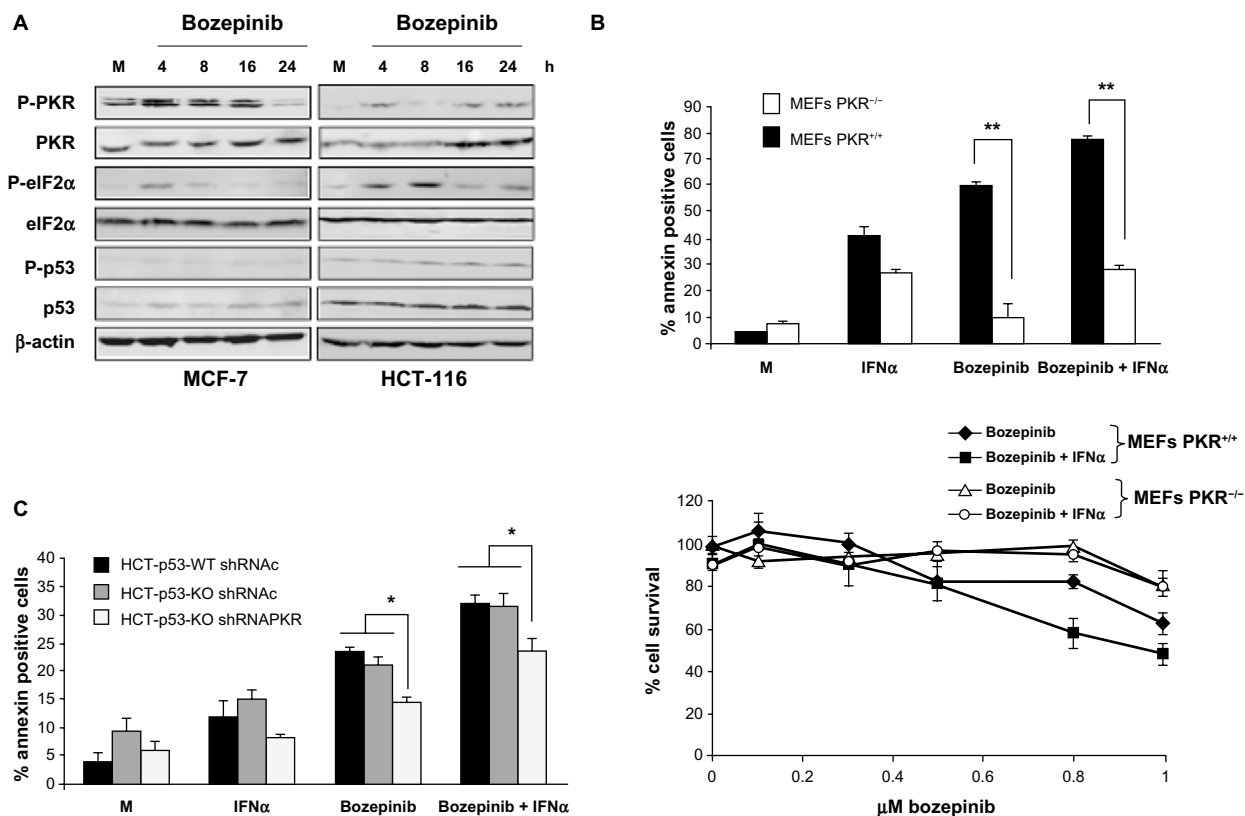 A
Bozepinib Bozepinib
M 4 8 16 24 M 4 8 16 24 h
P-PKR
PKR
P-eIF2α
eIF2α
P-p53
p53
β-actin
MCF-7 HCT-116
B
% annexin positive cells
90
80
70
60
50
40
30
20
10
0
MEFs PKR–/–
MEFs PKR+/+
**
**
M IFNα Bozepinib Bozepinib + IFNα
Bozepinib
Bozepinib + IFNα
MEFs PKR+/+
Bozepinib
Bozepinib + IFNα
MEFs PKR–/–
% cell survival
120
100
80
60
40
20
0
0 0.2 0.4 0.6 0.8 1
µM bozepinib
C
% annexin positive cells
40
35
30
25
20
15
10
5
0
HCT-p53-WT shRNAc
HCT-p53-KO shRNAc
HCT-p53-KO shRNAPKR
*
*
M IFNα Bozepinib Bozepinib + IFNα